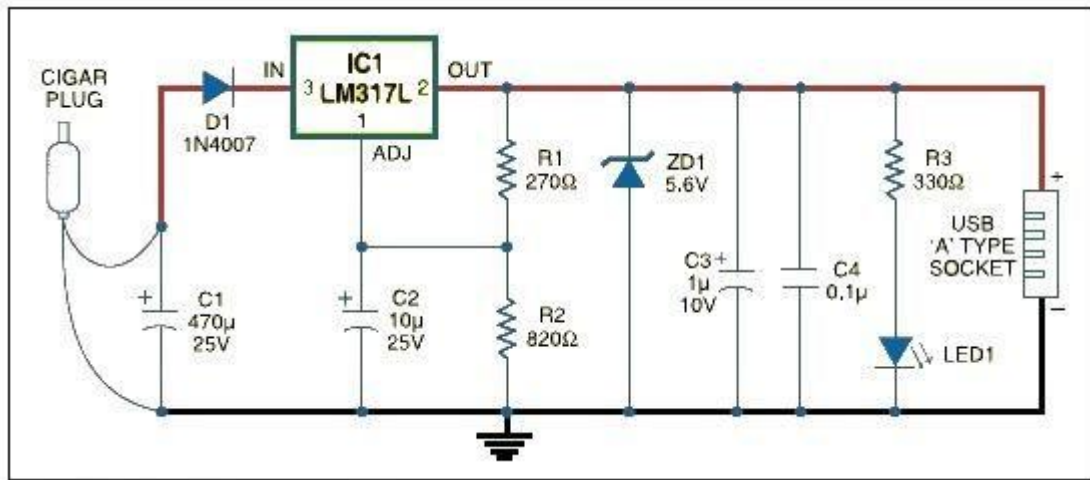 CIGAR
PLUG
D1
1N4007
IN
IC1
3 LM317L 2
1
OUT
ADJ
C1
+
470µ
25V
C2
+
10µ
25V
R1
270Ω
R2
820Ω
ZD1
5.6V
C3 +
1µ
10V
C4
0.1µ
R3
330Ω
LED1
+
USB
'A' TYPE
SOCKET
–